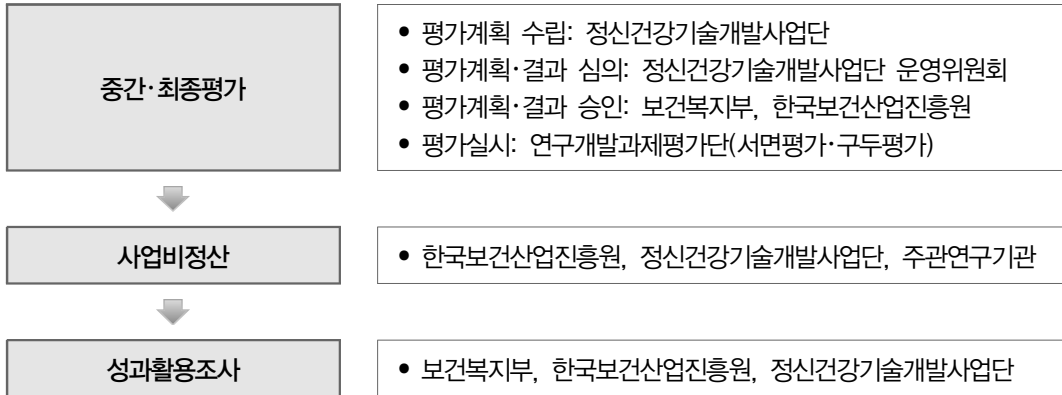 중간·최종평가
• 평가계획 수립: 정신건강기술개발사업단
• 평가계획·결과 심의: 정신건강기술개발사업단 운영위원회
• 평가계획·결과 승인: 보건복지부, 한국보건산업진흥원
• 평가실시: 연구개발과제평가단(서면평가·구두평가)
사업비정산
• 한국보건산업진흥원, 정신건강기술개발사업단, 주관연구기관
성과활용조사
• 보건복지부, 한국보건산업진흥원, 정신건강기술개발사업단